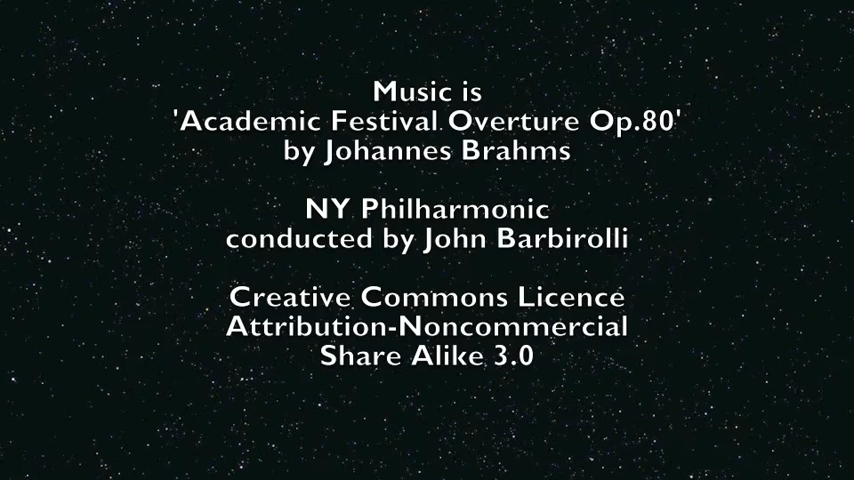 Music is
'Academic Festival Overture Op.80'
by Johannes Brahms
NY Philharmonic
conducted by John Barbirolli
Creative Commons Licence
Attribution-Noncommercial
Share Alike 3.0